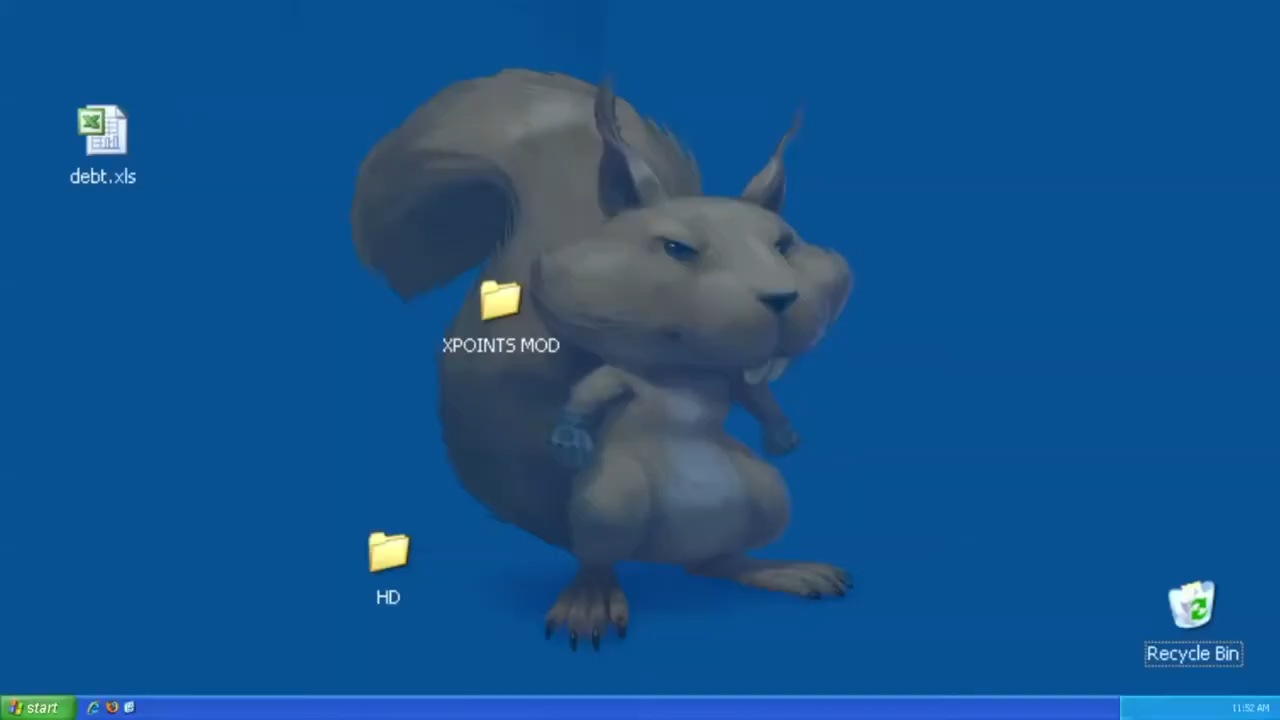 debt.xls
XPOINTS MOD
HD
Recycle Bin
start
11:52 AM